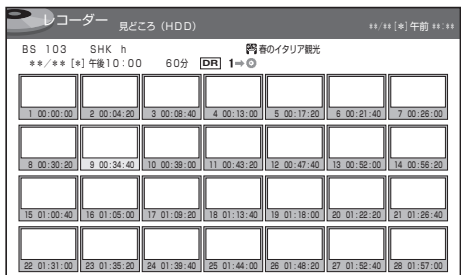 レコーダー 見どころ (HDD) **/**[*]午前**:**
BS 103 SHK h 春のイタリア観光
**/**[*]午後10:00 60分 DR 1⇒
1 00:00:00 2 00:04:20 3 00:08:40 4 00:13:00 5 00:17:20 6 00:21:40 7 00:26:00
8 00:30:20 9 00:34:40 10 00:39:00 11 00:43:20 12 00:47:40 13 00:52:00 14 00:56:20
15 01:00:40 16 01:05:00 17 01:09:20 18 01:13:40 19 01:18:00 20 01:22:20 21 01:26:40
22 01:31:00 23 01:35:20 24 01:39:40 25 01:44:00 26 01:48:20 27 01:52:40 28 01:57:00